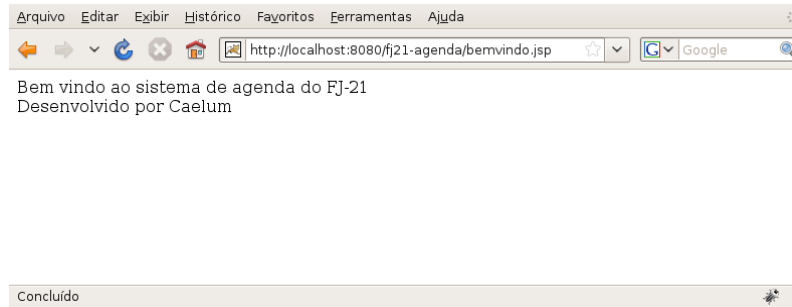 Arquivo Editar Exibir Histórico Favoritos Ferramentas Ajuda
http://localhost:8080/fj21-agenda/bemvindo.jsp G Google
Bem vindo ao sistema de agenda do FJ-21
Desenvolvido por Caelum
Concluído